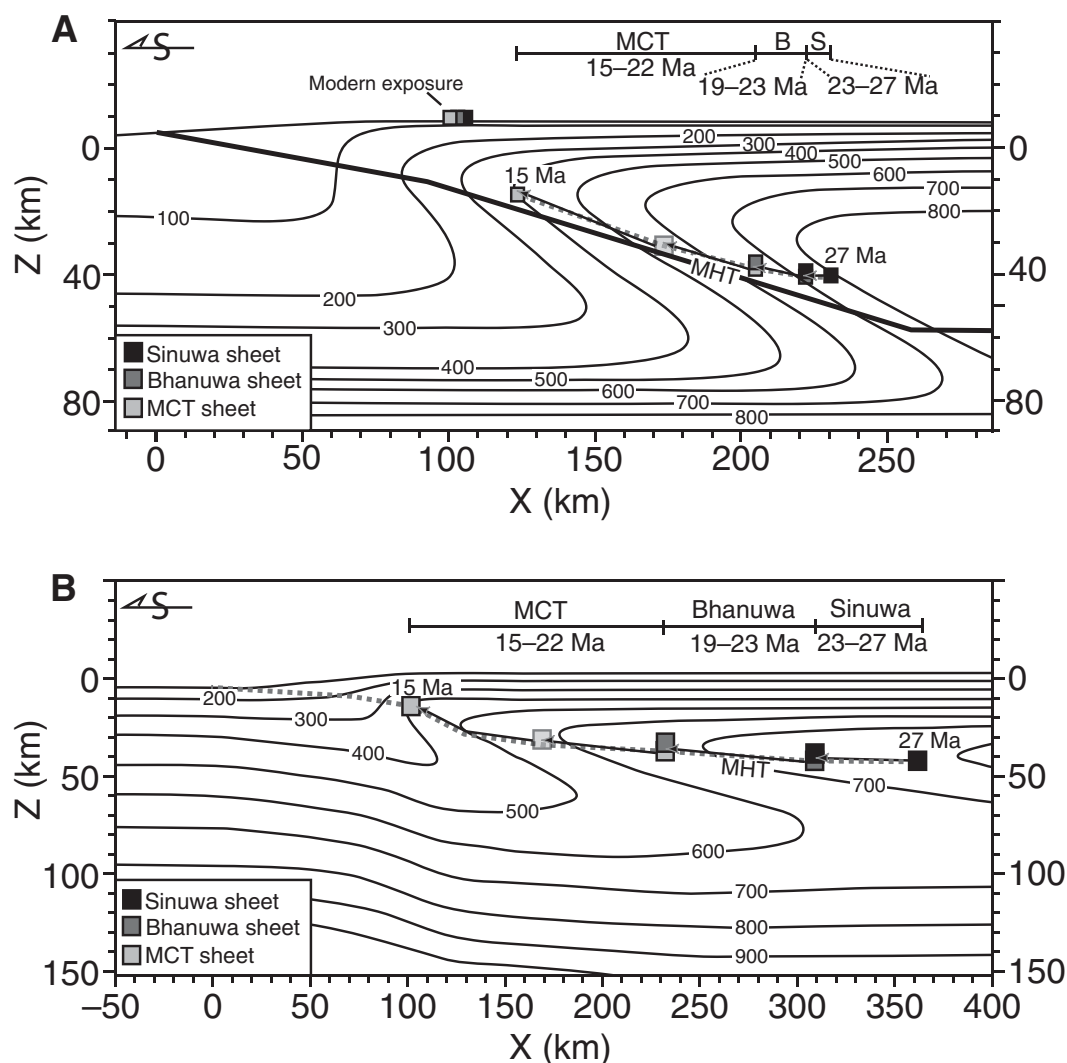 A
S
MCT B S
15–22 Ma
19–23 Ma 23–27 Ma
Modern exposure
200
300
400
500
600
700
800
0 0
15 Ma
100
27 Ma
MHT
40 40
200
300
400
500
600
700
800
80 80
Z (km)
Sinuwa sheet
Bhanuwa sheet
MCT sheet
0 50 100 150 200 250
X (km)
B
S
MCT Bhanuwa Sinuwa
15–22 Ma 19–23 Ma 23–27 Ma
0 0
15 Ma
200
300
400
27 Ma
MHT
50 50
700
500
600
Z (km)
100 100
700
800
900
150 150
Sinuwa sheet
Bhanuwa sheet
MCT sheet
–50 0 50 100 150 200 250 300 350 400
X (km)